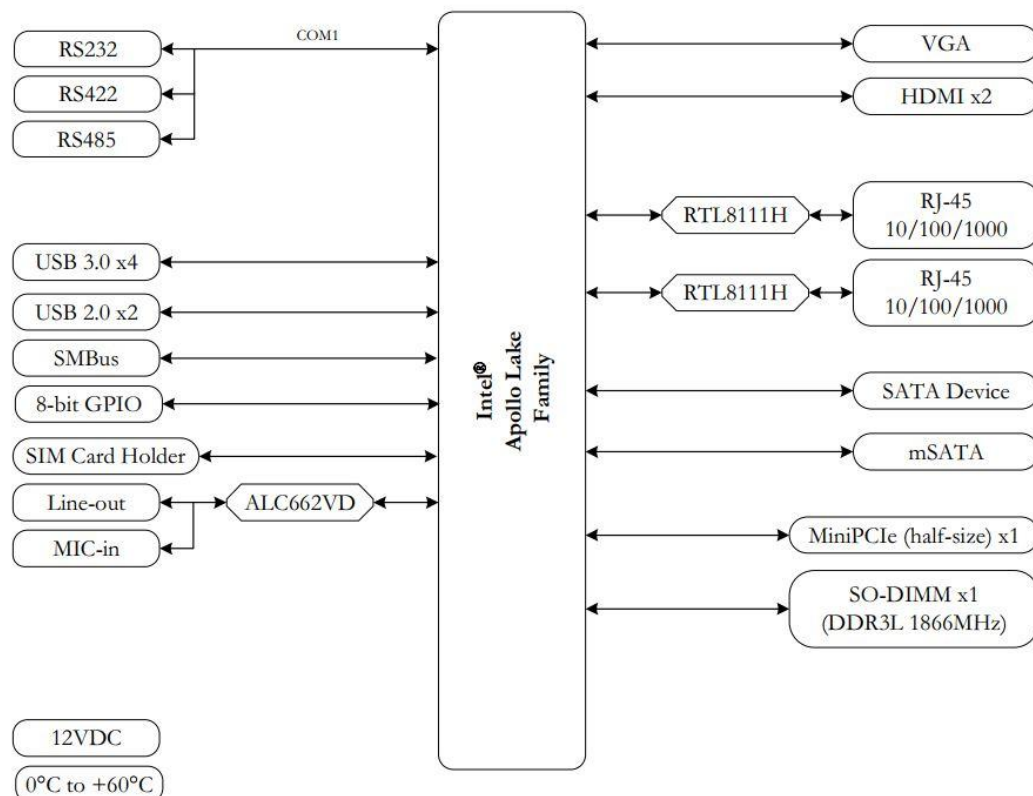 COM1
RS232
RS422
RS485
USB 3.0 x4
USB 2.0 x2
SMBus
8-bit GPIO
SIM Card Holder
Line-out
ALC662VD
MIC-in
12VDC
0°C to +60°C
Intel®
Apollo Lake
Family
VGA
HDMI x2
RTL8111H
RJ-45
10/100/1000
RTL8111H
RJ-45
10/100/1000
SATA Device
mSATA
MiniPCIe (half-size) x1
SO-DIMM x1
(DDR3L 1866MHz)